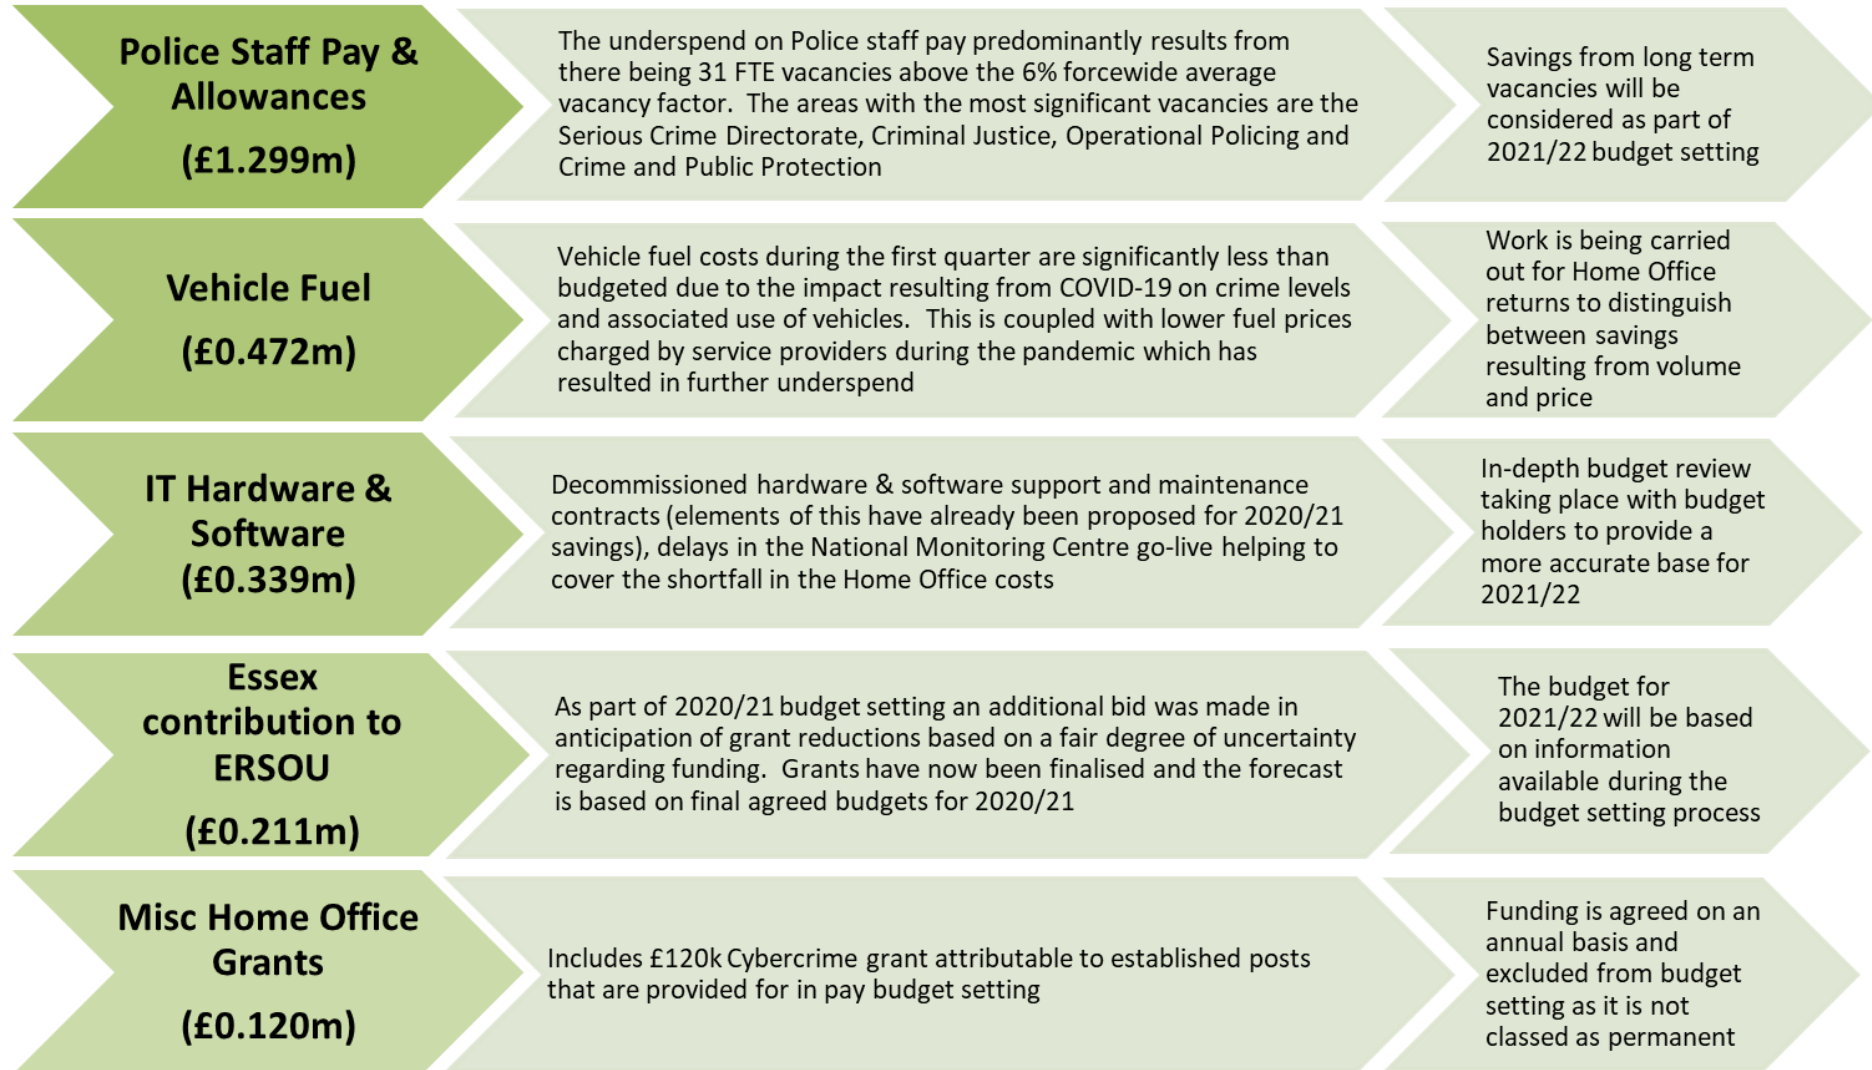 Police Staff Pay &
Allowances
(£1.299m)
The underspend on Police staff pay predominantly results from
there being 31 FTE vacancies above the 6% forcewide average
vacancy factor.  The areas with the most significant vacancies are the
Serious Crime Directorate, Criminal Justice, Operational Policing and
Crime and Public Protection
Savings from long term
vacancies will be
considered as part of
2021/22 budget setting
Vehicle Fuel
(£0.472m)
Vehicle fuel costs during the first quarter are significantly less than
budgeted due to the impact resulting from COVID-19 on crime levels
and associated use of vehicles.  This is coupled with lower fuel prices
charged by service providers during the pandemic which has
resulted in further underspend
Work is being carried
out for Home Office
returns to distinguish
between savings
resulting from volume
and price
IT Hardware &
Software
(£0.339m)
Decommissioned hardware & software support and maintenance
contracts (elements of this have already been proposed for 2020/21
savings), delays in the National Monitoring Centre go-live helping to
cover the shortfall in the Home Office costs
In-depth budget review
taking place with budget
holders to provide a
more accurate base for
2021/22
Essex
contribution to
ERSOU
(£0.211m)
As part of 2020/21 budget setting an additional bid was made in
anticipation of grant reductions based on a fair degree of uncertainty
regarding funding.  Grants have now been finalised and the forecast
is based on final agreed budgets for 2020/21
The budget for
2021/22 will be based
on information
available during the
budget setting process
Misc Home Office
Grants
(£0.120m)
Includes £120k Cybercrime grant attributable to established posts
that are provided for in pay budget setting
Funding is agreed on an
annual basis and
excluded from budget
setting as it is not
classed as permanent